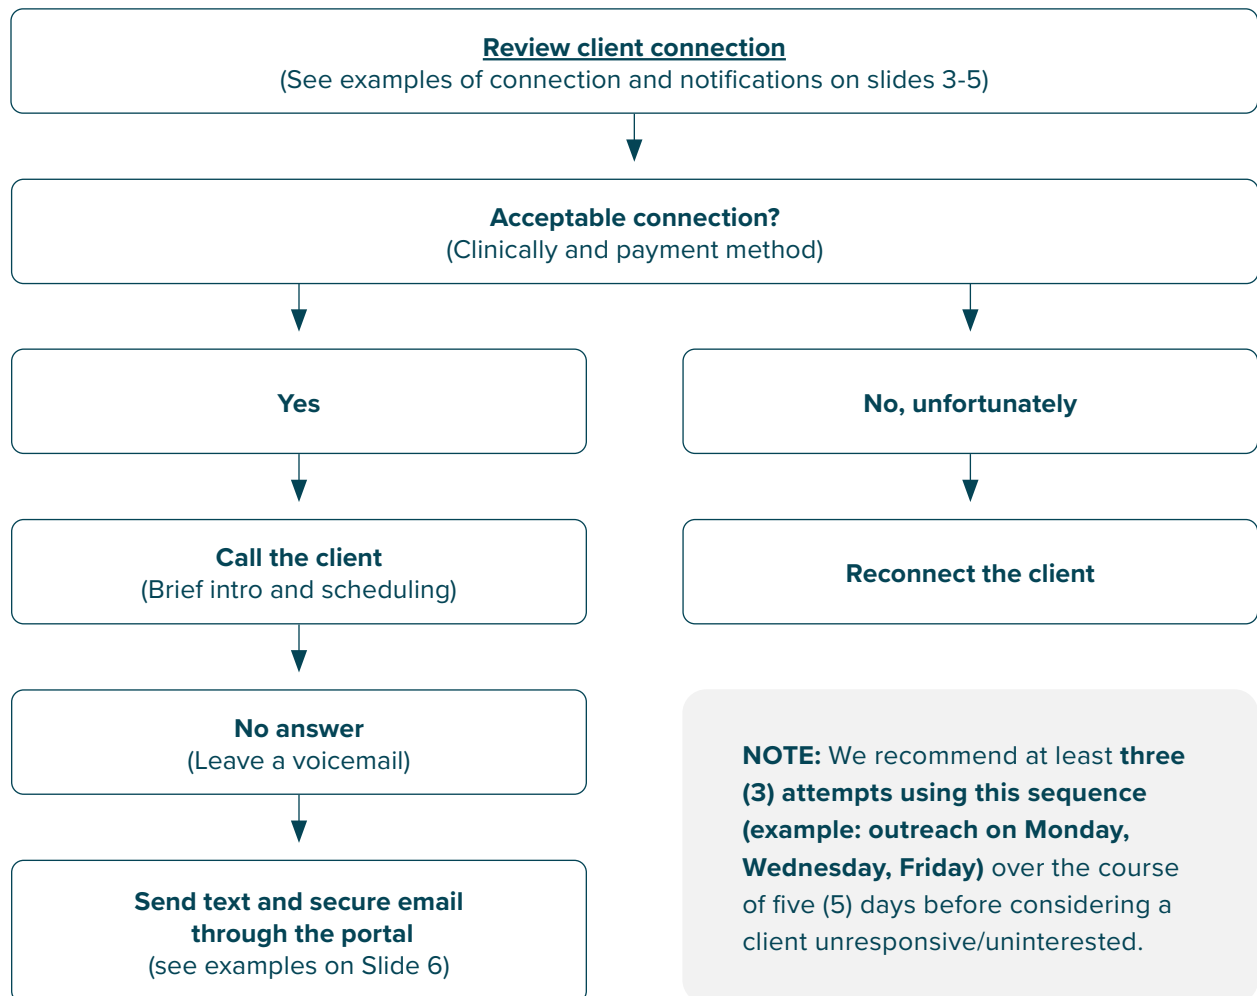 Review client connection
(See examples of connection and notifications on slides 3-5)
Acceptable connection?
(Clinically and payment method)
Yes
No, unfortunately
Call the client
(Brief intro and scheduling)
Reconnect the client
No answer
(Leave a voicemail)
Send text and secure email
through the portal
(see examples on Slide 6)
NOTE: We recommend at least three
(3) attempts using this sequence
(example: outreach on Monday,
Wednesday, Friday) over the course
of five (5) days before considering a
client unresponsive/uninterested.